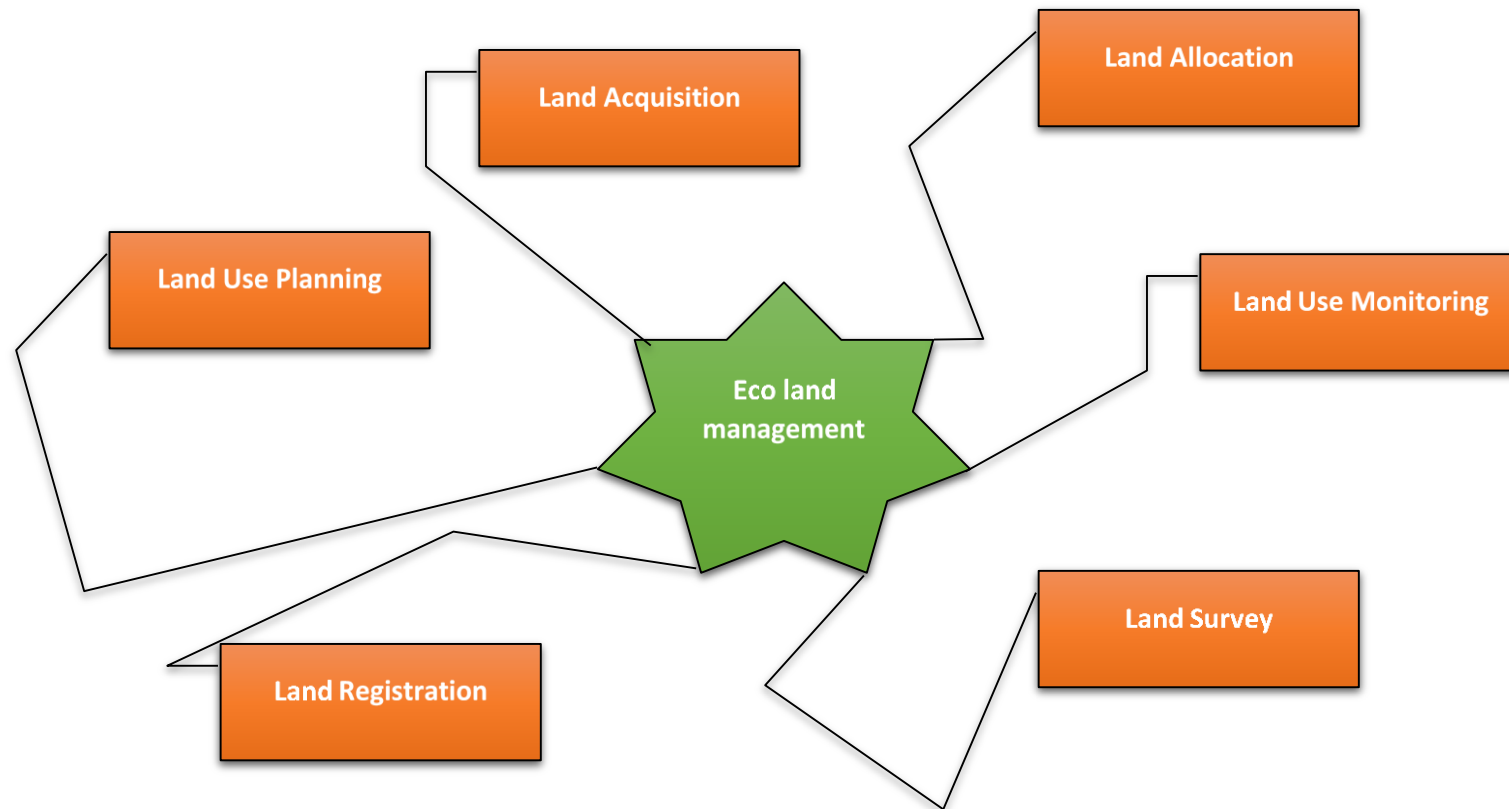 Land Allocation
Land Acquisition
Land Use Planning
Land Use Monitoring
Eco land
management
Land Survey
Land Registration